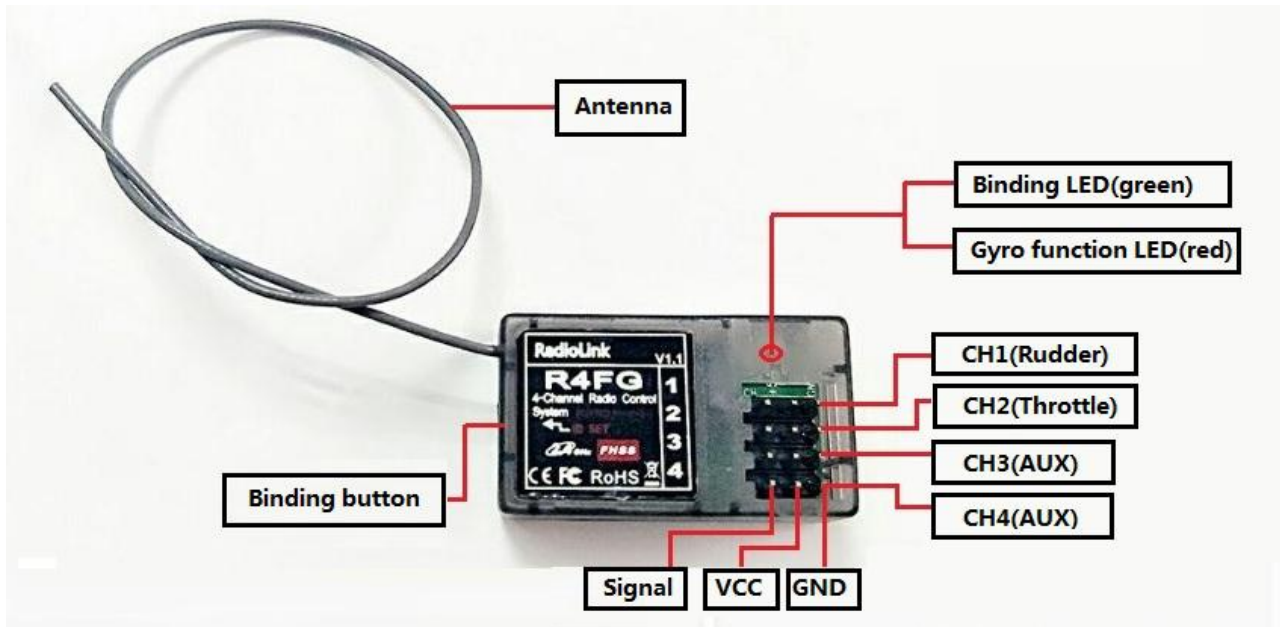 Antenna
Binding LED(green)
Gyro function LED(red)
RadioLink V1.1
R4FG
4-Channel Radio Control
System
SET
FHSS
CE FC RoHS
1
2
3
4
CH1(Rudder)
CH2(Throttle)
CH3(AUX)
CH4(AUX)
Binding button
Signal
VCC
GND